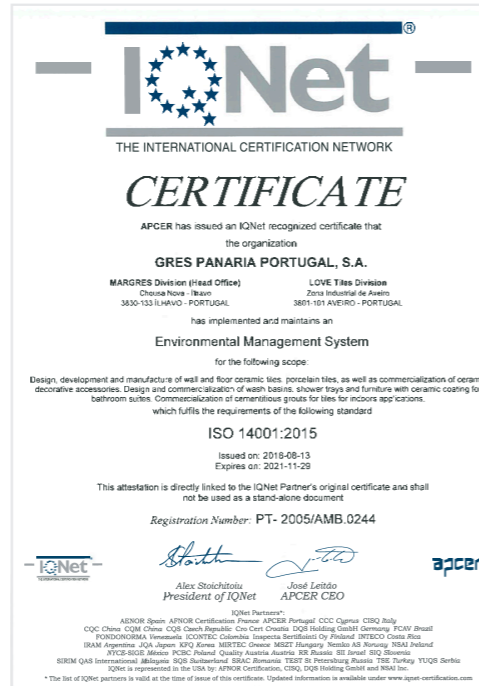 IQNet®
THE INTERNATIONAL CERTIFICATION NETWORK
CERTIFICATE
APCER has issued an IQNet recognized certificate that
the organization
GRES PANARIA PORTUGAL, S.A.
MARGRES Division (Head Office)
Chousa Nova - Ílhavo
3830-133 ÍLHAVO - PORTUGAL
LOVE Tiles Division
Zona Industrial de Aveiro
3801-101 AVEIRO - PORTUGAL
has implemented and maintains an
Environmental Management System
for the following scope:
Design, development and manufacture of wall and floor ceramic tiles, porcelain tiles, as well as commercialization of ceram
decorative accessories. Design and commercialization of wash basins, shower trays and furniture with ceramic coating fo
bathroom suites. Commercialization of cementitious grouts for tiles for indoors applications.
which fulfils the requirements of the following standard
ISO 14001:2015
Issued on: 2018-08-13
Expires on: 2021-11-29
This attestation is directly linked to the IQNet Partner's original certificate and shall
not be used as a stand-alone document
Registration Number: PT- 2005/AMB.0244
IQNet
apcer
Alex Stoichitoiu
President of IQNet
José Leitão
APCER CEO
IQNet Partners*:
AENOR Spain AFNOR Certification France APCER Portugal CCC Cyprus CISQ Italy
CQC China CQM China CQS Czech Republic Cro Cert Croatia DQS Holding GmbH Germany FCAV Brazil
FONDONORMA Venezuela ICONTEC Colombia Inspecta Sertifiointi Oy Finland INTECO Costa Rica
IRAM Argentina JQA Japan KFQ Korea MIRTEC Greece MSZT Hungary Nemko AS Norway NSAI Ireland
NYCE-SIGE México PCBC Poland Quality Austria Austria RR Russia SII Israel SIQ Slovenia
SIRIM QAS International Malaysia SQS Switzerland SRAC Romania TEST St Petersburg Russia TSE Turkey YUQS Serbia
IQNet is represented in the USA by: AFNOR Certification, CISQ, DQS Holding GmbH and NSAI Inc.
* The list of IQNet partners is valid at the time of issue of this certificate. Updated information is available under www.iqnet-certification.com